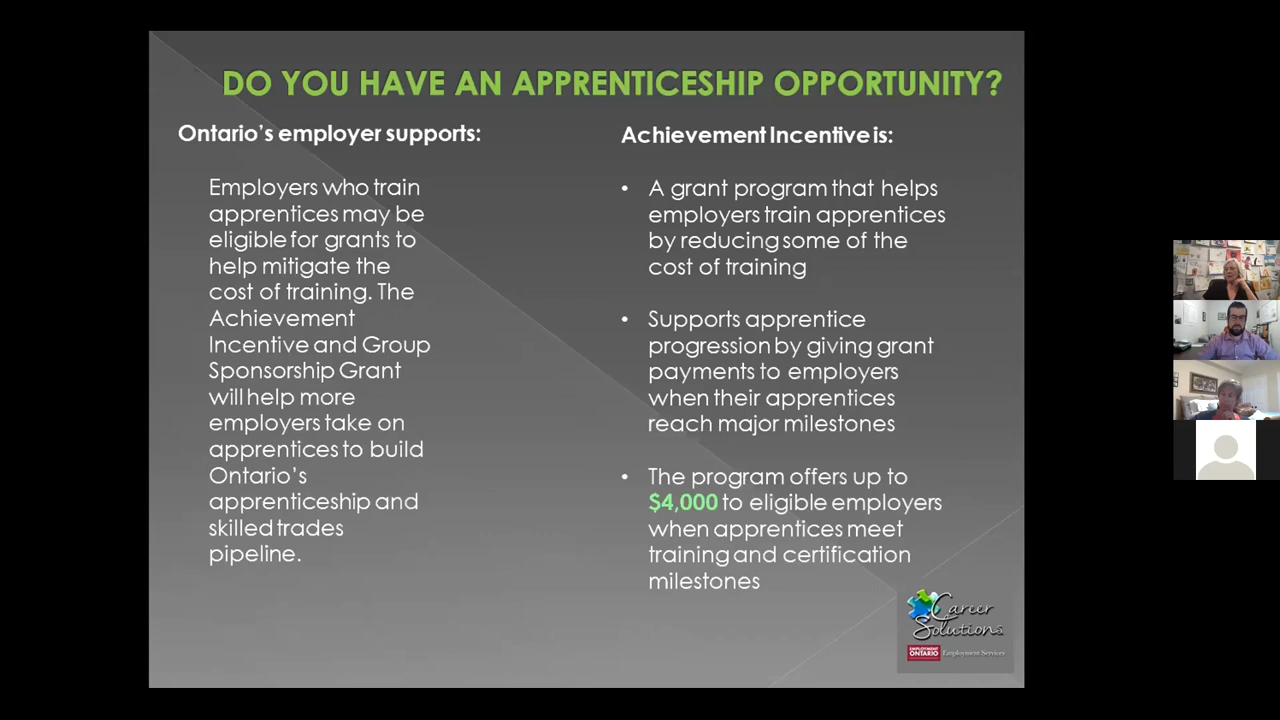 DO YOU HAVE AN APPRENTICESHIP OPPORTUNITY?
Ontario's employer supports:
Employers who train
apprentices may be
eligible for grants to
help mitigate the
cost of training. The
Achievement
Incentive and Group
Sponsorship Grant
will help more
employers take on
apprentices to build
Ontario's
apprenticeship and
skilled trades
pipeline.
Achievement Incentive is:
• A grant program that helps
employers train apprentices
by reducing some of the
cost of training
• Supports apprentice
progression by giving grant
payments to employers
when their apprentices
reach major milestones
• The program offers up to
$4,000 to eligible employers
when apprentices meet
training and certification
milestones
Career
Solutions
EMPLOYMENT
ONTARIO
Employment Services